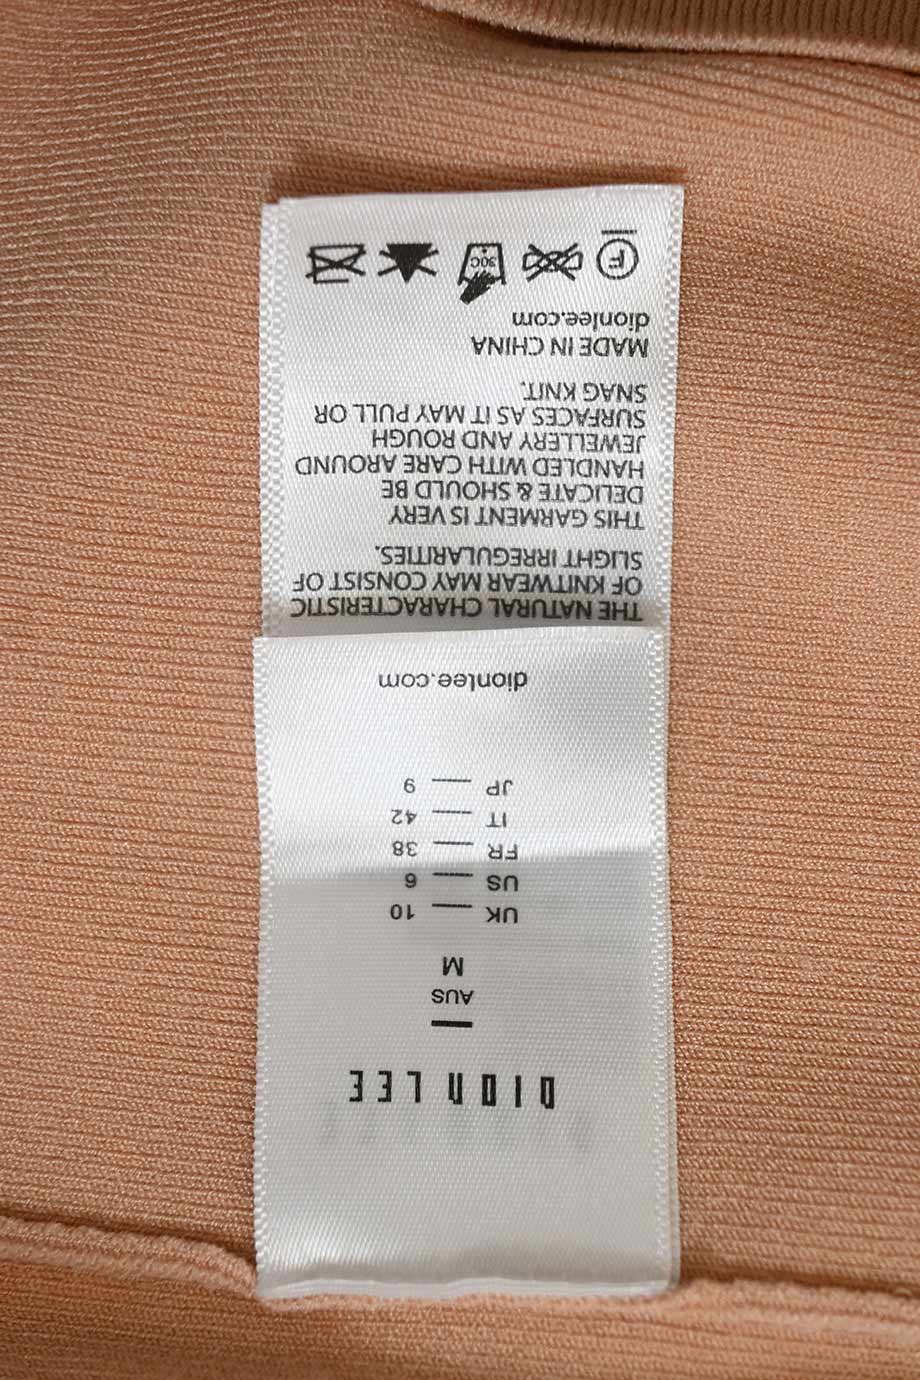 DION LEE
AUS
M
UK — 10
US — 6
FR — 38
IT — 42
JP — 9
dionlee.com
THE NATURAL CHARACTERISTIC
OF KNITWEAR MAY CONSIST OF
SLIGHT IRREGULARITIES.
THIS GARMENT IS VERY
DELICATE & SHOULD BE
HANDLED WITH CARE AROUND
JEWELLERY AND ROUGH
SURFACES AS IT MAY PULL OR
SNAG KNIT.
MADE IN CHINA
dionlee.com
F
30C